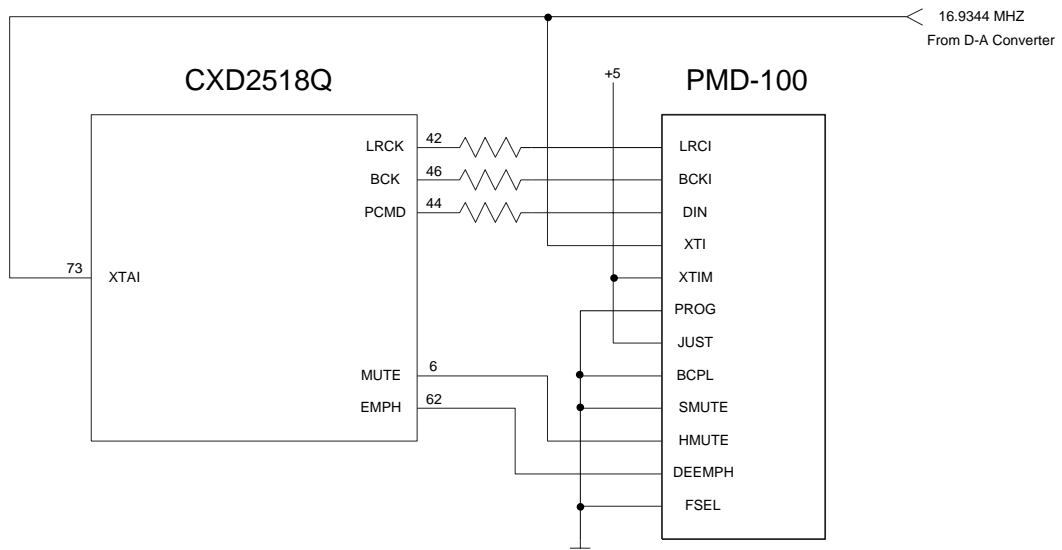 16.9344 MHZ
From D-A Converter
CXD2518Q
+5
PMD-100
LRCK
42
LRCI
BCK
46
BCKI
PCMD
44
DIN
XTI
73
XTAI
XTIM
PROG
JUST
MUTE
6
BCPL
EMPH
62
SMUTE
HMUTE
DEEMPH
FSEL